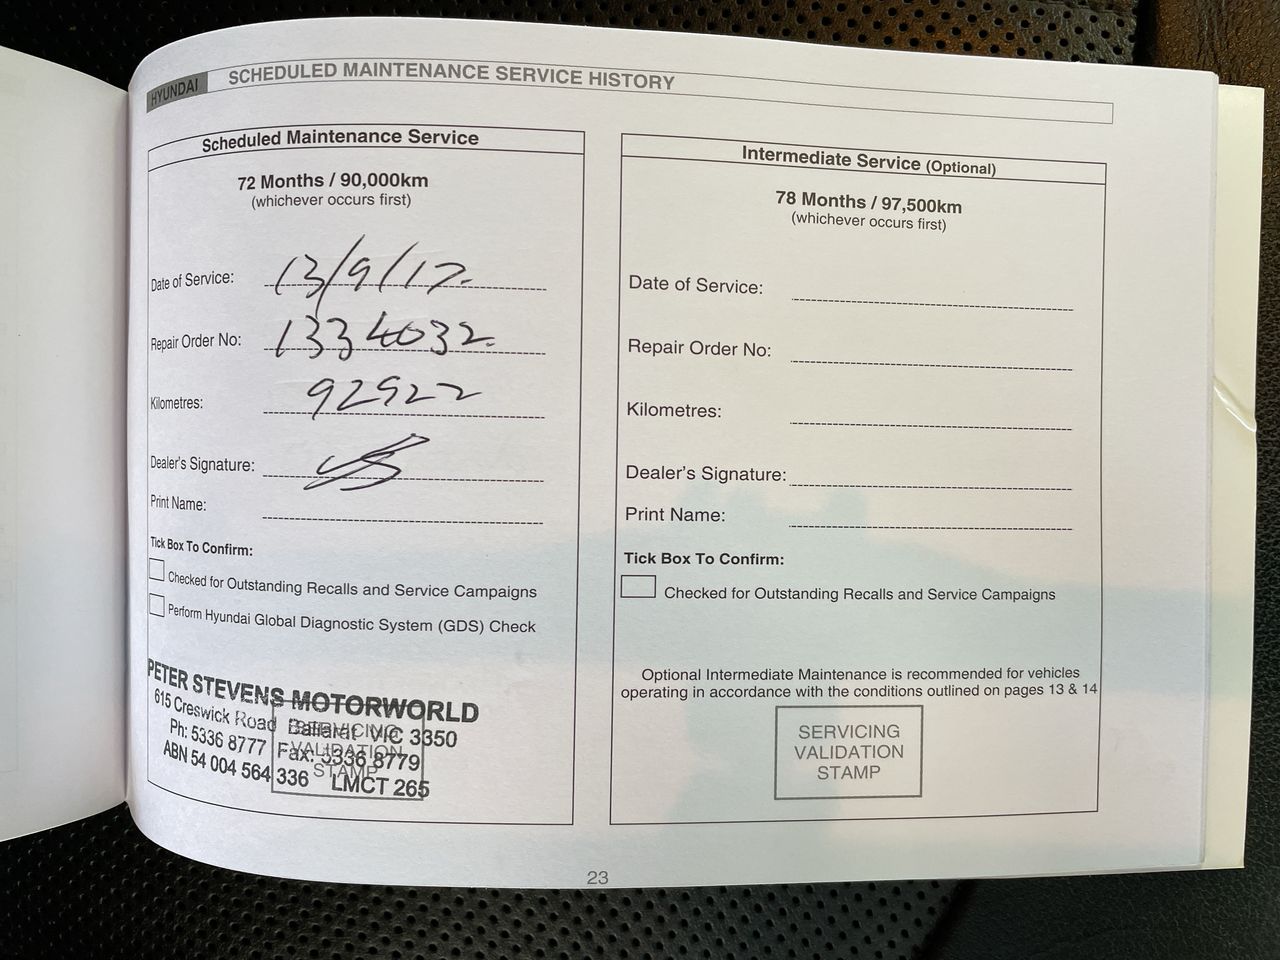 HYUNDAI SCHEDULED MAINTENANCE SERVICE HISTORY
Scheduled Maintenance Service
72 Months / 90,000km
(whichever occurs first)
Date of Service: 13/9/17.
Repair Order No: 1334032.
Kilometres: 92922
Dealer's Signature:
Print Name:
Tick Box To Confirm:
Checked for Outstanding Recalls and Service Campaigns
Perform Hyundai Global Diagnostic System (GDS) Check
PETER STEVENS MOTORWORLD
615 Creswick Road Ballarat VIC 3350
Ph: 5336 8777 Fax: 5336 8779
ABN 54 004 564 336 LMCT 265
SERVICING
VALIDATION
STAMP
Intermediate Service (Optional)
78 Months / 97,500km
(whichever occurs first)
Date of Service:
Repair Order No:
Kilometres:
Dealer's Signature:
Print Name:
Tick Box To Confirm:
Checked for Outstanding Recalls and Service Campaigns
Optional Intermediate Maintenance is recommended for vehicles
operating in accordance with the conditions outlined on pages 13 & 14
SERVICING
VALIDATION
STAMP
23